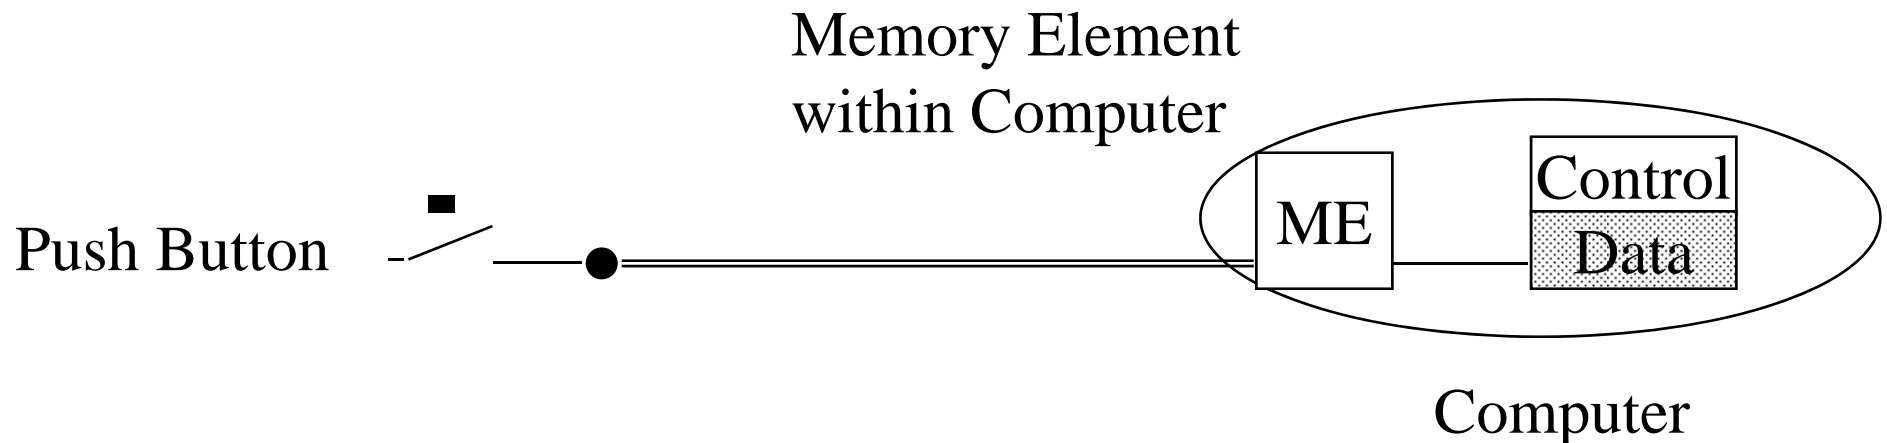 Memory Element
within Computer
Push Button
ME
Control
Data
Computer